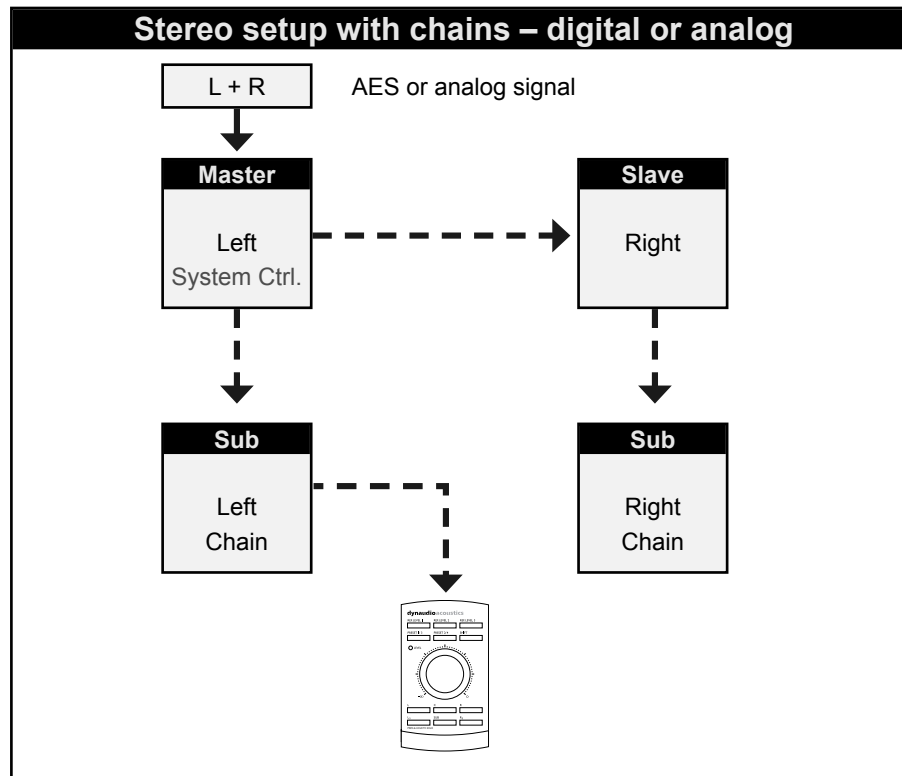 Stereo setup with chains – digital or analog
L + R
AES or analog signal
Master
Slave
Left
System Ctrl.
Right
Sub
Sub
Left
Chain
Right
Chain
dynaudioacoustics